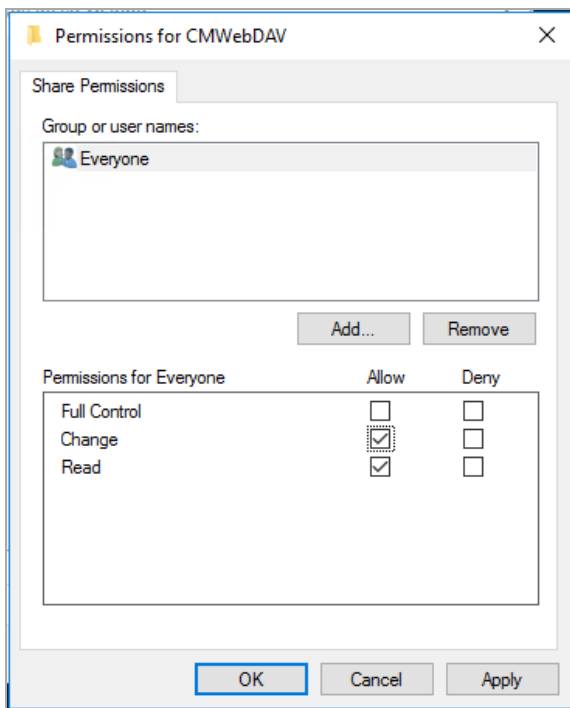 Permissions for CMWebDAV
Share Permissions
Group or user names:
Everyone
Add...
Remove
Permissions for Everyone Allow Deny
Full Control
Change
Read
OK
Cancel
Apply